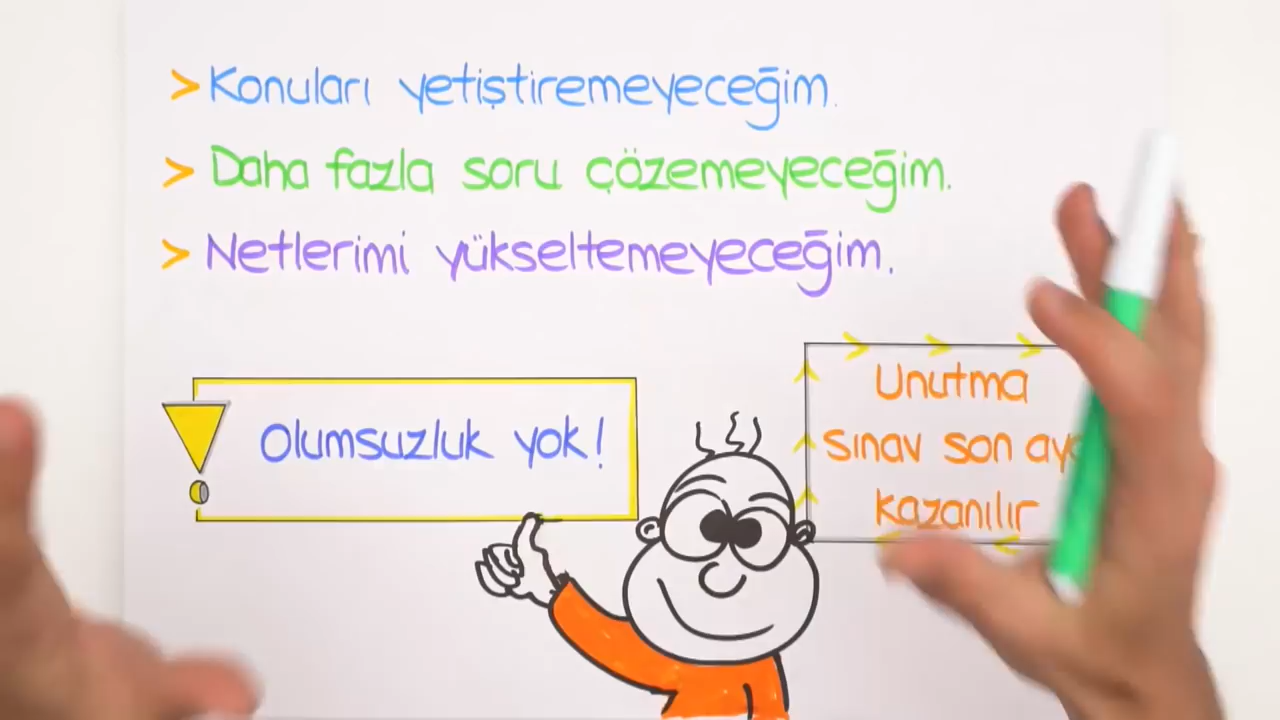 > Konuları yetiştiremeyeceğim.
> Daha fazla soru çözemeyeceğim.
> Netlerimi yükseltemeyeceğim.
Olumsuzluk yok!
Unutma
sınav son
kazanılır